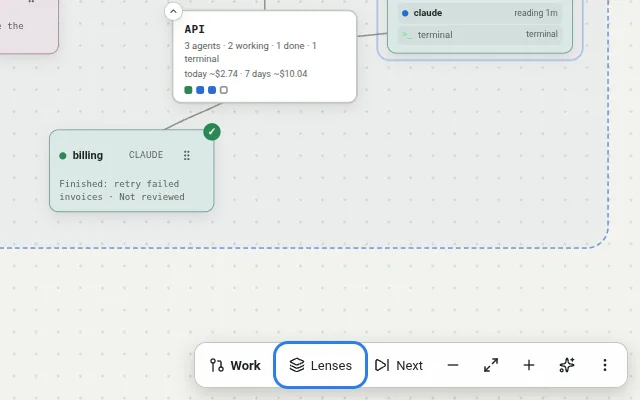 e the
claude reading 1m
>_ terminal terminal
API
3 agents · 2 working · 1 done · 1
terminal
today ~$2.74 · 7 days ~$10.04
billing CLAUDE
Finished: retry failed
invoices · Not reviewed
Work Lenses Next